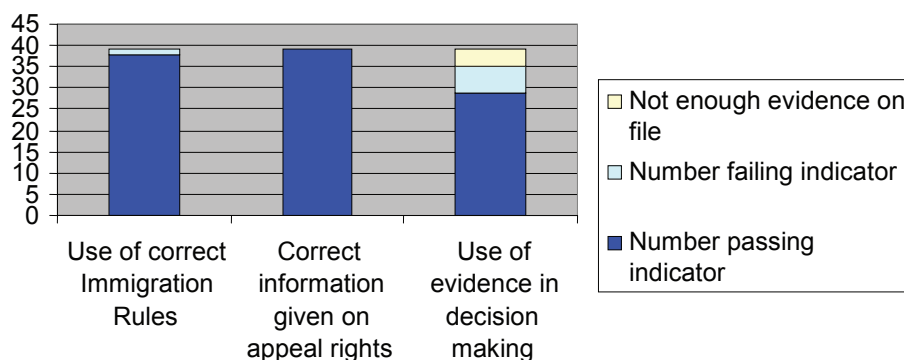 45
40
35
30
25
20
15
10
5
0
Use of correct
Immigration
Rules
Correct
information
given on
appeal rights
Use of
evidence in
decision
making
Not enough evidence on
file
Number failing indicator
Number passing
indicator